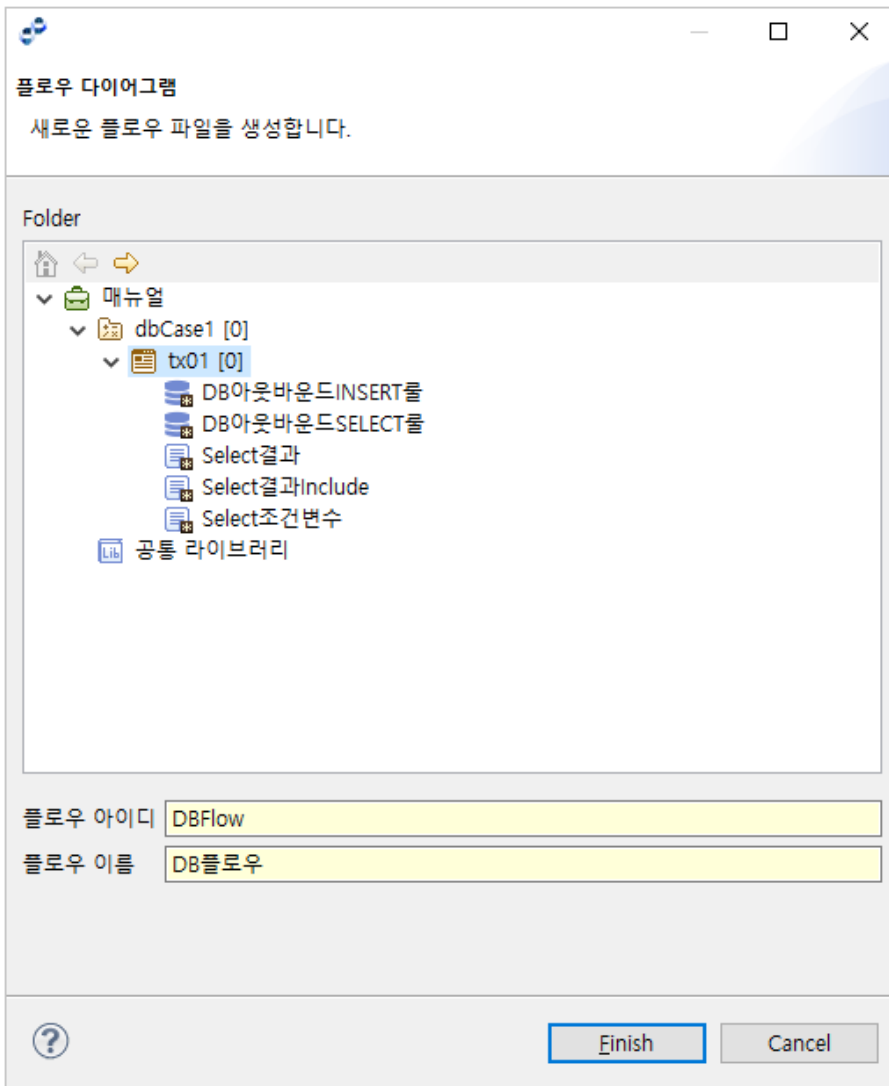 플로우 다이어그램
새로운 플로우 파일을 생성합니다.
Folder
매뉴얼
dbCase1 [0]
tx01 [0]
DB아웃바운드INSERT룰
DB아웃바운드SELECT룰
Select결과
Select결과Include
Select조건변수
Lib 공통 라이브러리
플로우 아이디 DBFlow
플로우 이름 DB플로우
?
Finish Cancel